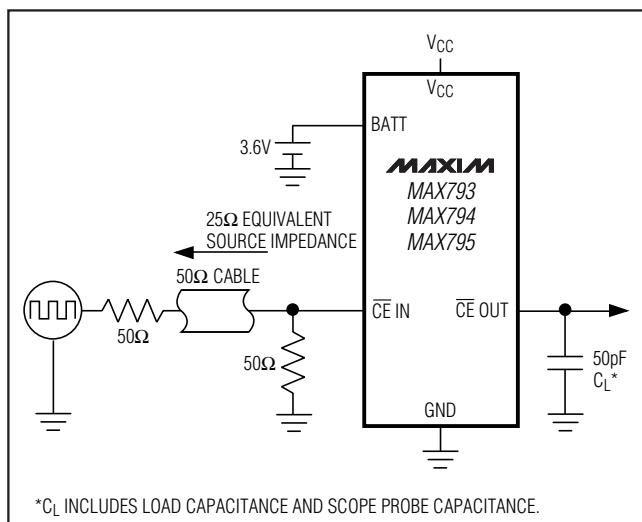 VCC
VCC
BATT
3.6V
MAXIM
MAX793
MAX794
MAX795
25Ω EQUIVALENT
SOURCE IMPEDANCE
50Ω CABLE
50Ω
50Ω
CE IN
CE OUT
50pF
CL*
GND
*CL INCLUDES LOAD CAPACITANCE AND SCOPE PROBE CAPACITANCE.